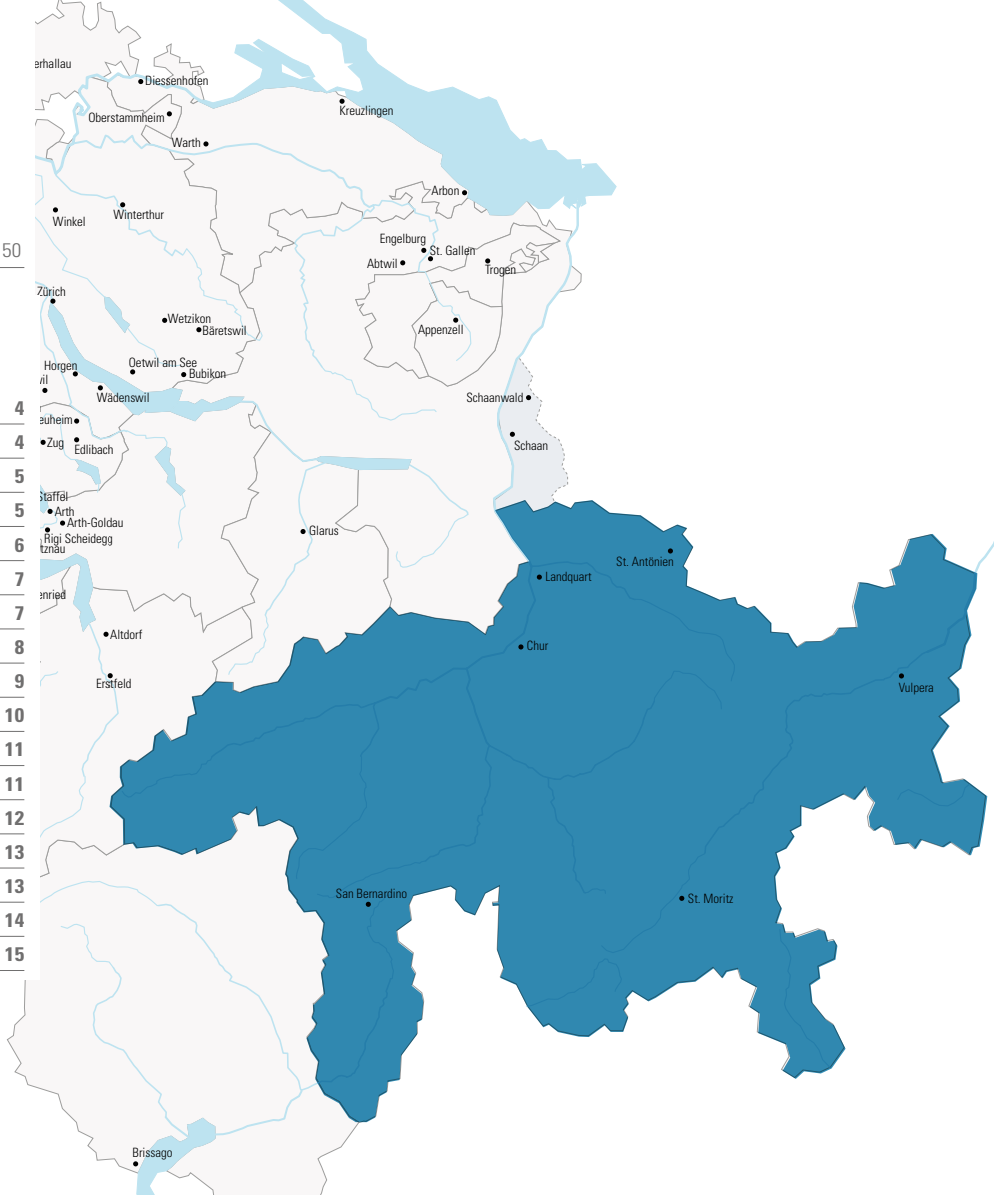 erhallau
Diessenhofen
Kreuzlingen
Oberstammheim
Warth
Arbon
Winkel
Winterthur
Engelburg
St. Gallen
Abtwil
Trogen
50
Zürich
Wetzikon
Bäretswil
Appenzell
Oetwil am See
Horgen
Bubikon
vil
Wädenswil
Schaanwald
4
euheim
4
Zug
Edlibach
Schaan
5
Staffel
5
Arth
Arth-Goldau
Glarus
Rigi Scheidegg
6
tznau
St. Antönien
7
Landquart
enried
7
Altdorf
8
Chur
9
Erstfeld
Vulpera
10
11
11
12
13
13
San Bernardino
St. Moritz
14
15
Brissago